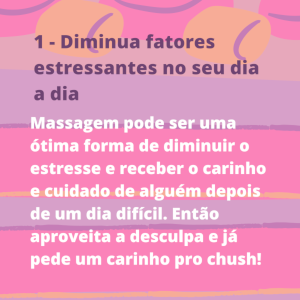 1 - Diminua fatores
estressantes no seu dia
a dia
Massagem pode ser uma
ótima forma de diminuir o
estresse e receber o carinho
e cuidado de alguém depois
de um dia difícil. Então
aproveita a desculpa e já
pede um carinho pro chush!